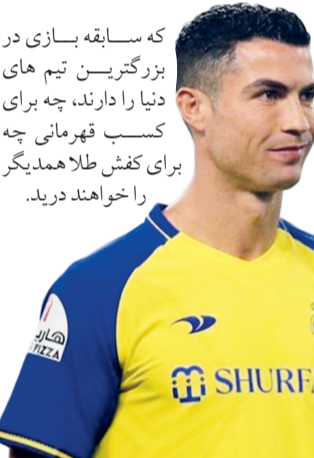 که سابقه بازی در
بزرگترین تیم های
دنیا را دارند، چه برای
کسب قهرمانی چه
برای کفش طلا همدیگر
را خواهند درید.
هارب
PIZZA
SHURFA